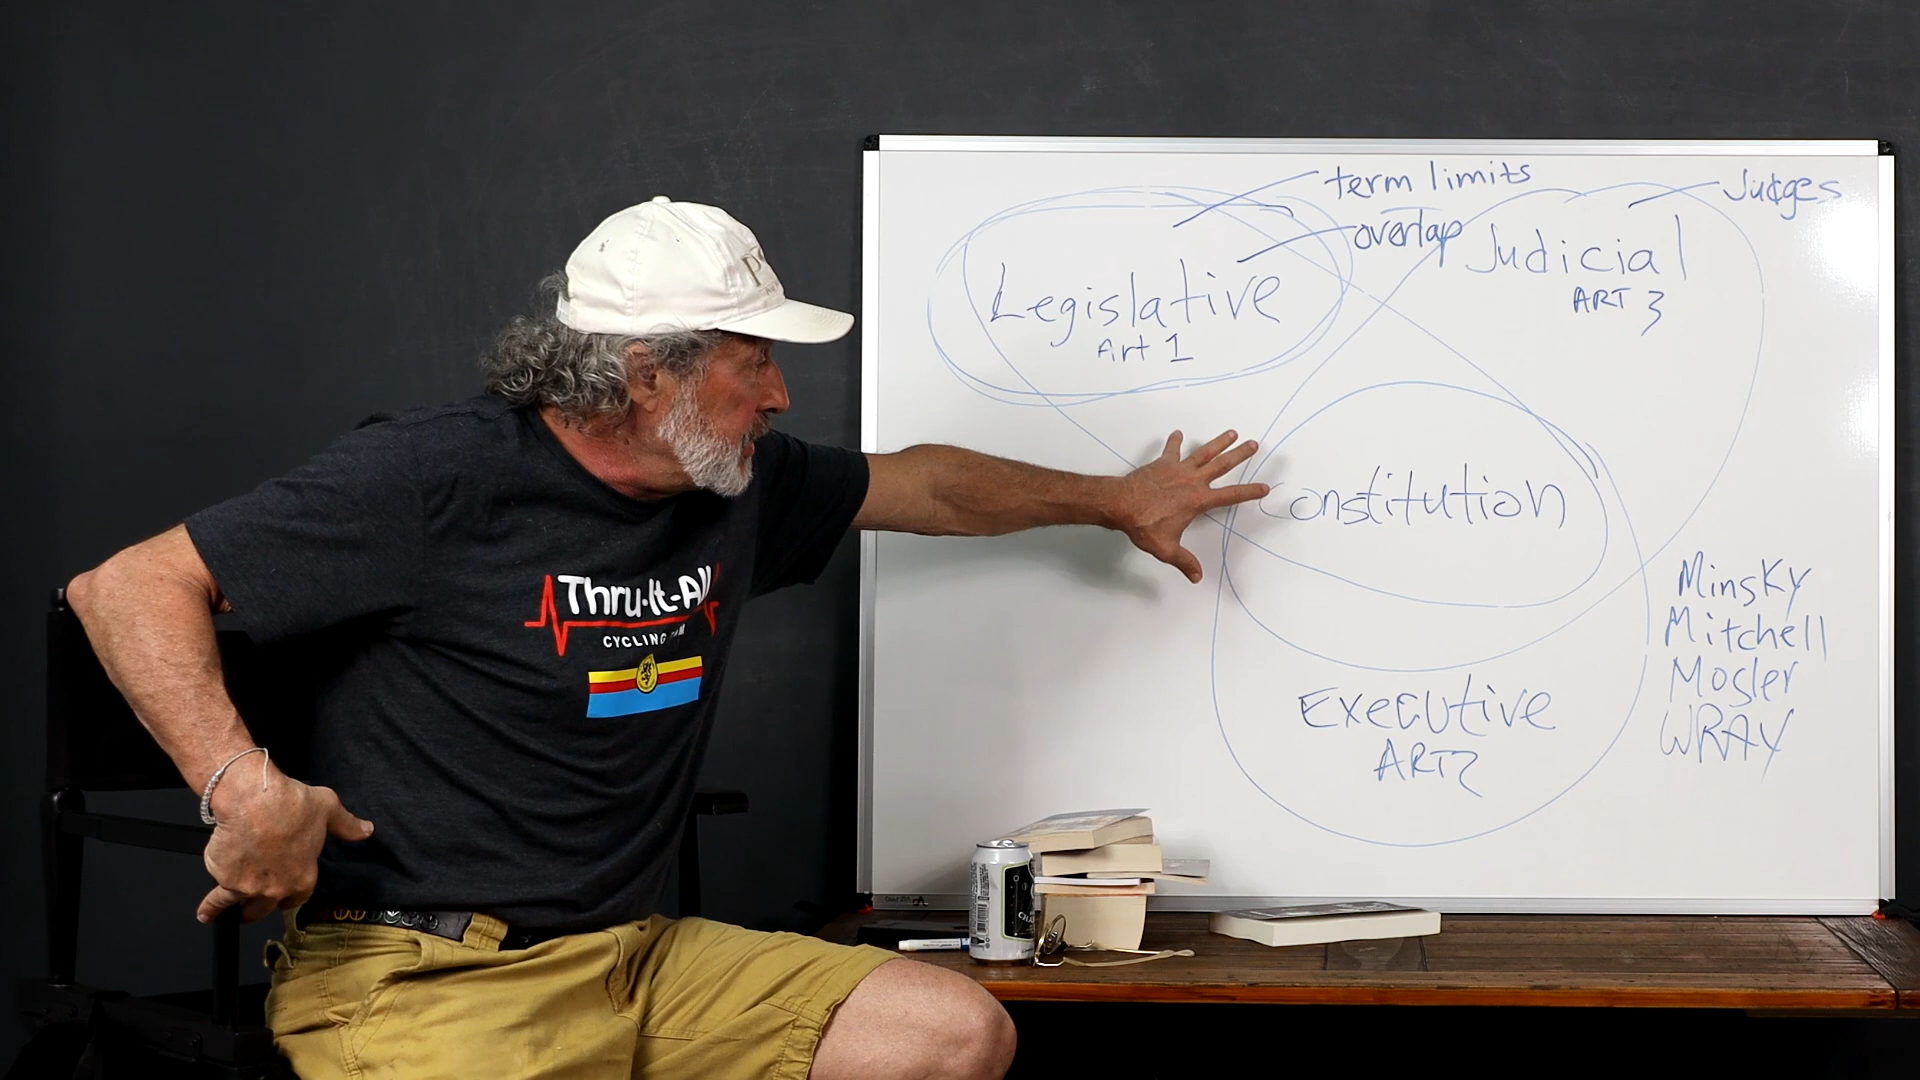 term limits
overlap
Judges
Legislative
Art 1
Judicial
ART 3
Constitution
Executive
ART 2
Minsky
Mitchell
Mosler
WRAY
Thru-It-All
CYCLING